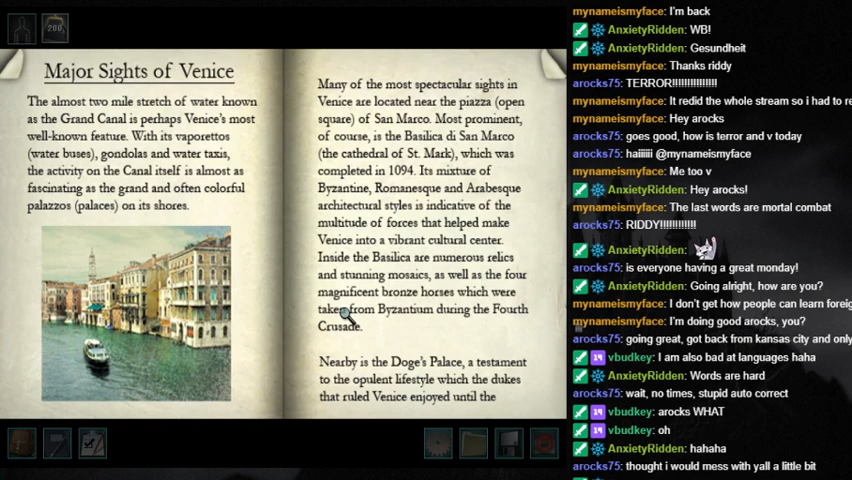 200
Major Sights of Venice
The almost two mile stretch of water known
as the Grand Canal is perhaps Venice's most
well-known feature. With its vaporettos
(water buses), gondolas and water taxis,
the activity on the Canal itself is almost as
fascinating as the grand and often colorful
palazzos (palaces) on its shores.
Many of the most spectacular sights in
Venice are located near the piazza (open
square) of San Marco. Most prominent,
of course, is the Basilica di San Marco
(the cathedral of St. Mark), which was
completed in 1094. Its mixture of
Byzantine, Romanesque and Arabesque
architectural styles is indicative of the
multitude of forces that helped make
Venice into a vibrant cultural center.
Inside the Basilica are numerous relics
and stunning mosaics, as well as the four
magnificent bronze horses which were
taken from Byzantium during the Fourth
Crusade.
Nearby is the Doge's Palace, a testament
to the opulent lifestyle which the dukes
that ruled Venice enjoyed until the
mynameismyface: I'm back
AnxietyRidden: WB!
AnxietyRidden: Gesundheit
mynameismyface: Thanks riddy
arocks75: TERROR!!!!!!!!!!!!!!!!
mynameismyface: It redid the whole stream so i had to re
mynameismyface: Hey arocks
arocks75: goes good, how is terror and v today
arocks75: haiiiiii @mynameismyface
mynameismyface: Me too v
AnxietyRidden: Hey arocks!
mynameismyface: The last words are mortal combat
arocks75: RIDDY!!!!!!!!!!!!
AnxietyRidden:
arocks75: is everyone having a great monday!
AnxietyRidden: Going alright, how are you?
mynameismyface: I don't get how people can learn foreig
mynameismyface: I'm doing good arocks, you?
arocks75: going great, got back from kansas city and only
19 vbudkey: I am also bad at languages haha
AnxietyRidden: Words are hard
arocks75: wait, no times, stupid auto correct
19 vbudkey: arocks WHAT
19 vbudkey: oh
AnxietyRidden: hahaha
arocks75: thought i would mess with yall a little bit